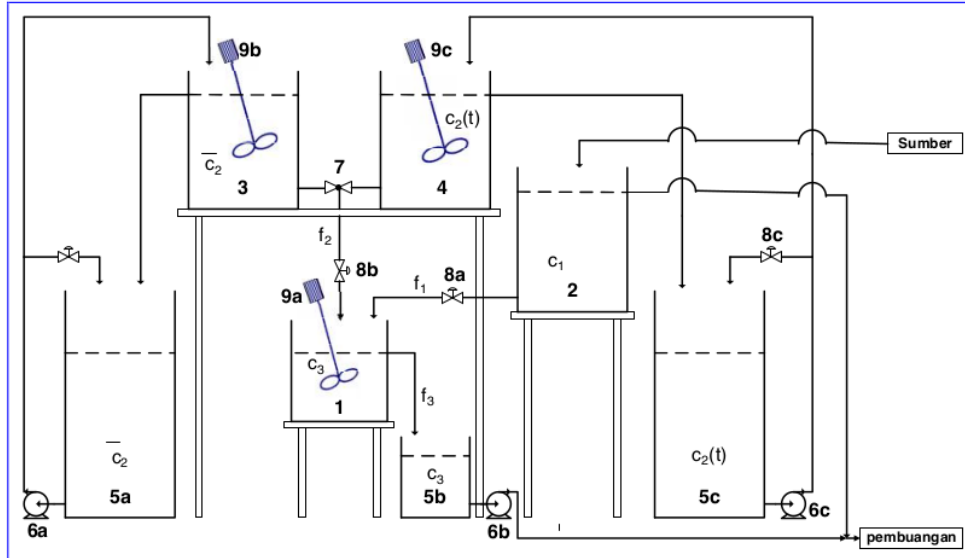 9b
9c
c₂(t)
Sumber
c̅₂
7
3
4
f₂
8c
8b
8a
c₁
f₁
9a
2
c₃
f₃
1
c̅₂
c₃
c₂(t)
5a
5b
5c
6a
6b
6c
pembuangan